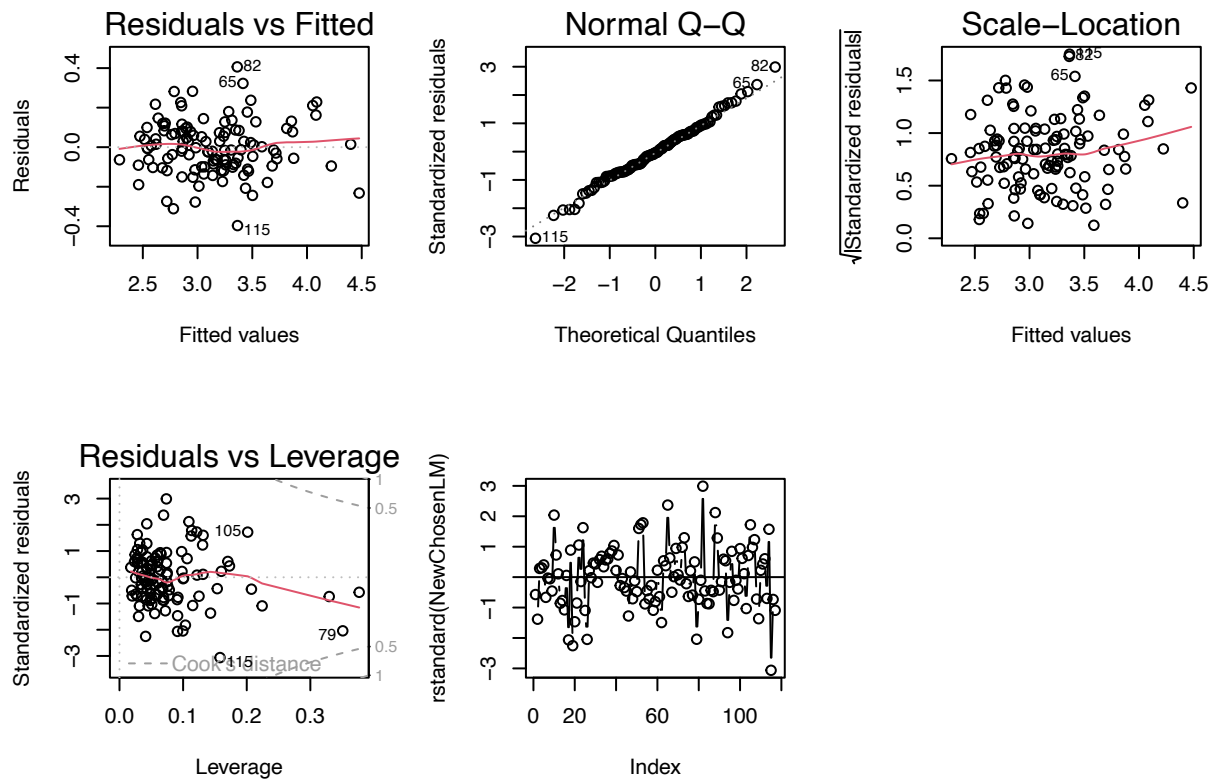 Residuals vs Fitted
Residuals
0.4
0.0
−0.4
82
65
115
2.5 3.0 3.5 4.0 4.5
Fitted values
Normal Q−Q
Standardized residuals
3
1
−1
−3
82
65
115
−2 −1 0 1 2
Theoretical Quantiles
Scale−Location
√|Standardized residuals|
1.5
1.0
0.5
0.0
115
82
65
2.5 3.0 3.5 4.0 4.5
Fitted values
Residuals vs Leverage
Standardized residuals
3
1
−1
−3
1
0.5
0.5
1
105
79
115
Cook's distance
0.0 0.1 0.2 0.3
Leverage
rstandard(NewChosenLM)
3
2
1
−1
−3
0 20 60 100
Index